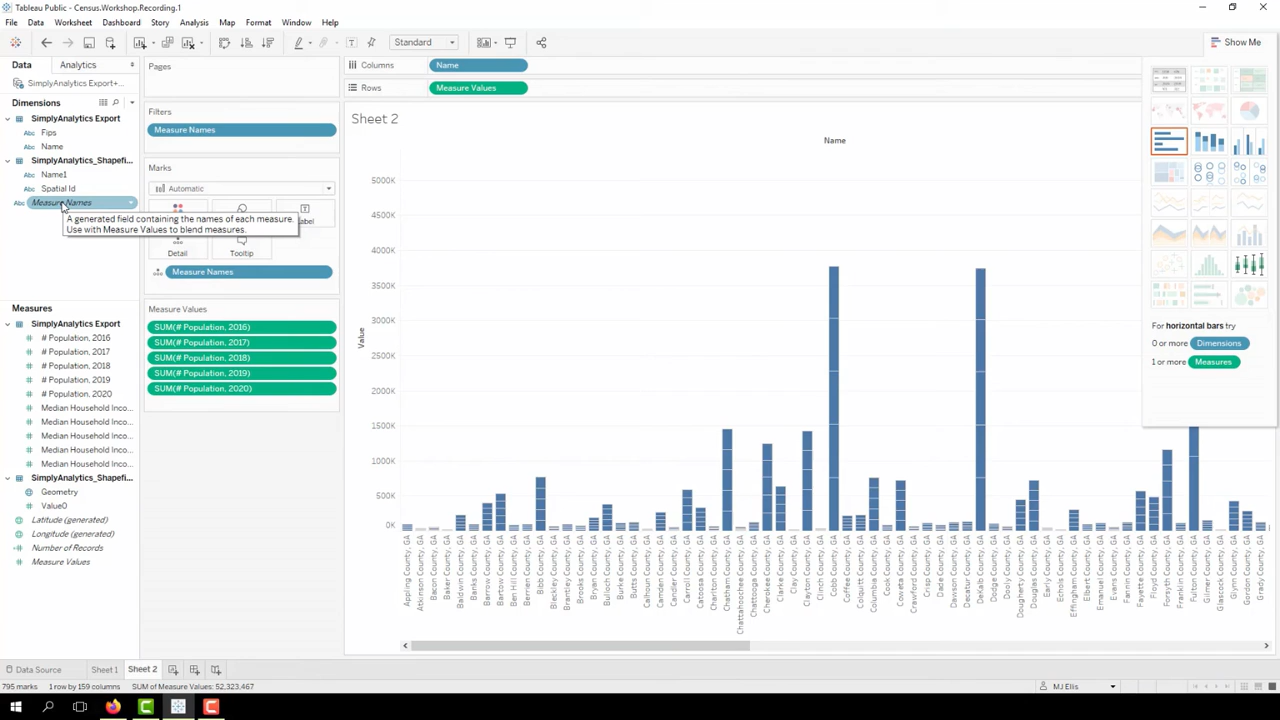 Tableau Public - Census.Workshop.Recording.1
File Data Worksheet Dashboard Story Analysis Map Format Window Help
Standard
Show Me
Data Analytics
SimplyAnalytics Export+...
Dimensions
SimplyAnalytics Export
Abc Fips
Abc Name
SimplyAnalytics_Shapefi...
Abc Name1
Abc Spatial Id
Abc Measure Names
A generated field containing the names of each measure.
Use with Measure Values to blend measures.
Measures
SimplyAnalytics Export
# Population, 2016
# Population, 2017
# Population, 2018
# Population, 2019
# Population, 2020
Median Household Inco...
Median Household Inco...
Median Household Inco...
Median Household Inco...
Median Household Inco...
SimplyAnalytics_Shapefi...
Geometry
Value0
Latitude (generated)
Longitude (generated)
Number of Records
Measure Values
Pages
Filters
Measure Names
Marks
Automatic
Label
Detail Tooltip
Measure Names
Measure Values
SUM(# Population, 2016)
SUM(# Population, 2017)
SUM(# Population, 2018)
SUM(# Population, 2019)
SUM(# Population, 2020)
Columns Name
Rows Measure Values
Sheet 2
Name
Value
5000K
4500K
4000K
3500K
3000K
2500K
2000K
1500K
1000K
500K
0K
Appling County, GA
Atkinson County, GA
Bacon County, GA
Baker County, GA
Baldwin County, GA
Banks County, GA
Barrow County, GA
Bartow County, GA
Ben Hill County, GA
Berrien County, GA
Bibb County, GA
Bleckley County, GA
Brantley County, GA
Brooks County, GA
Bryan County, GA
Bulloch County, GA
Burke County, GA
Butts County, GA
Calhoun County, GA
Camden County, GA
Candler County, GA
Carroll County, GA
Catoosa County, GA
Charlton County, GA
Chatham County, GA
Chattahoochee County, GA
Chattooga County, GA
Cherokee County, GA
Clarke County, GA
Clay County, GA
Clayton County, GA
Clinch County, GA
Cobb County, GA
Coffee County, GA
Colquitt County, GA
Columbia County, GA
Cook County, GA
Coweta County, GA
Crawford County, GA
Crisp County, GA
Dade County, GA
Dawson County, GA
Decatur County, GA
DeKalb County, GA
Dodge County, GA
Dooly County, GA
Dougherty County, GA
Douglas County, GA
Early County, GA
Echols County, GA
Effingham County, GA
Elbert County, GA
Emanuel County, GA
Evans County, GA
Fannin County, GA
Fayette County, GA
Floyd County, GA
Forsyth County, GA
Franklin County, GA
Fulton County, GA
Gilmer County, GA
Glascock County, GA
Glynn County, GA
Gordon County, GA
Grady County, GA
For horizontal bars try
0 or more Dimensions
1 or more Measures
Data Source Sheet 1 Sheet 2
795 marks 1 row by 159 columns SUM of Measure Values: 52,323,467
MJ Ellis